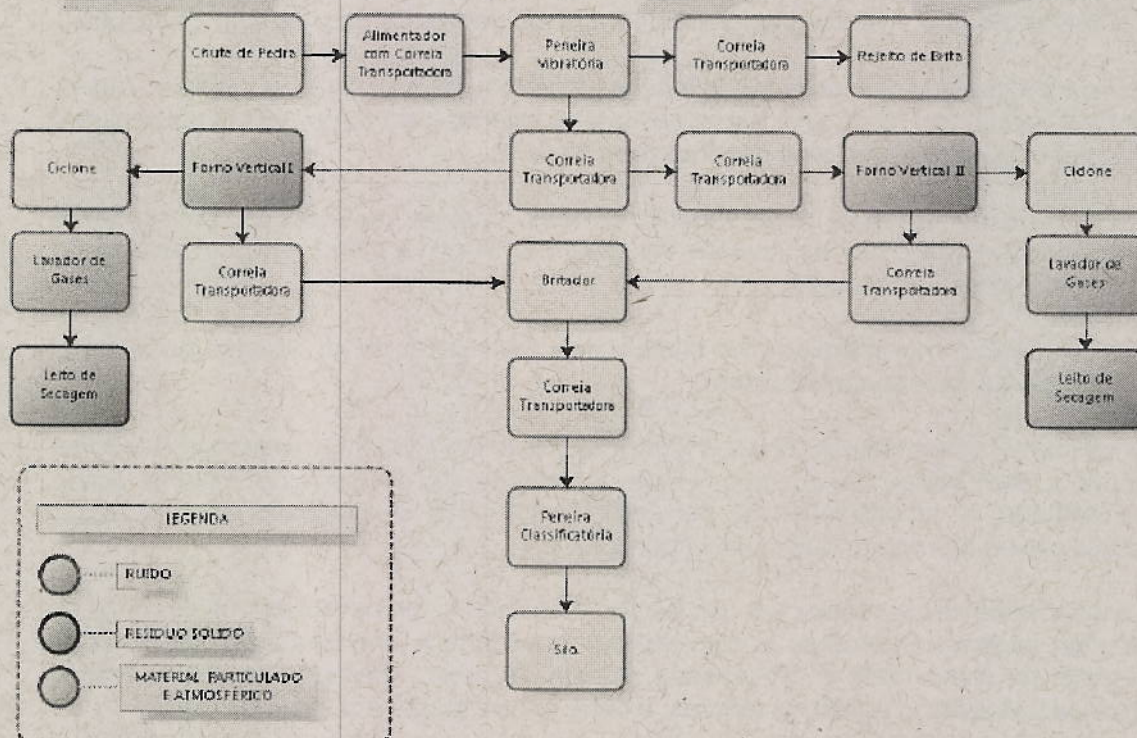 Chute de Pedra
Alimentador
com Correia
Transportadora
Peneira
Vibratória
Correia
Transportadora
Rejeito de Brita
Ciclone
Forno Vertical I
Correia
Transportadora
Correia
Transportadora
Forno Vertical II
Ciclone
Lavador de
Gases
Correia
Transportadora
Britador
Correia
Transportadora
Lavador de
Gases
Leito de
Secagem
Correia
Transportadora
Leito de
Secagem
Peneira
Classificatória
Silo
LEGENDA
RUIDO
RESIDUO SOLIDO
MATERIAL PARTICULADO
E ATMOSFÉRICO